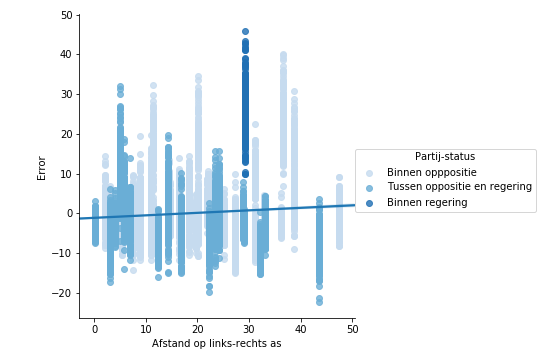 50
40
30
20
10
0
−10
−20
Error
0 10 20 30 40 50
Afstand op links-rechts as
Partij-status
Binnen opppositie
Tussen oppositie en regering
Binnen regering